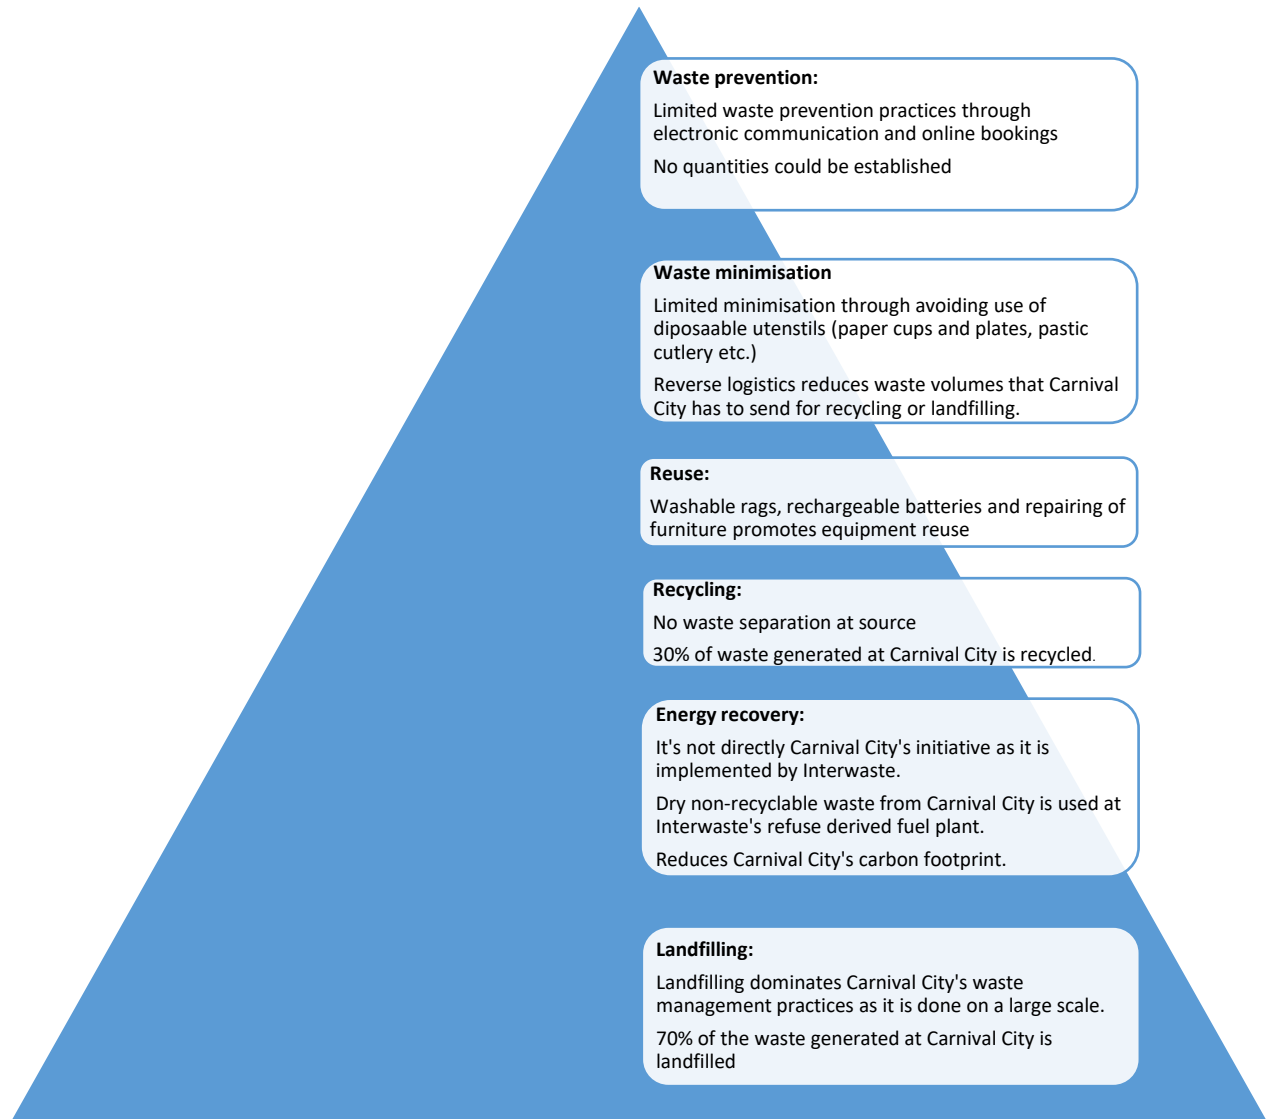 Waste prevention:
Limited waste prevention practices through
electronic communication and online bookings
No quantities could be established
Waste minimisation
Limited minimisation through avoiding use of
diposaable utenstils (paper cups and plates, pastic
cutlery etc.)
Reverse logistics reduces waste volumes that Carnival
City has to send for recycling or landfilling.
Reuse:
Washable rags, rechargeable batteries and repairing of
furniture promotes equipment reuse
Recycling:
No waste separation at source
30% of waste generated at Carnival City is recycled.
Energy recovery:
It's not directly Carnival City's initiative as it is
implemented by Interwaste.
Dry non-recyclable waste from Carnival City is used at
Interwaste's refuse derived fuel plant.
Reduces Carnival City's carbon footprint.
Landfilling:
Landfilling dominates Carnival City's waste
management practices as it is done on a large scale.
70% of the waste generated at Carnival City is
landfilled